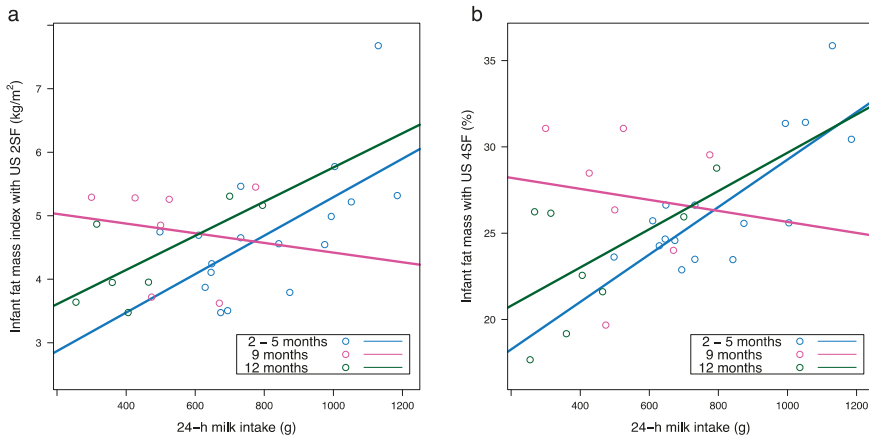 a
Infant fat mass index with US 2SF (kg/m²)
7
6
5
4
3
2 – 5 months
9 months
12 months
400 600 800 1000 1200
24–h milk intake (g)
b
Infant fat mass with US 4SF (%)
35
30
25
20
2 – 5 months
9 months
12 months
400 600 800 1000 1200
24–h milk intake (g)